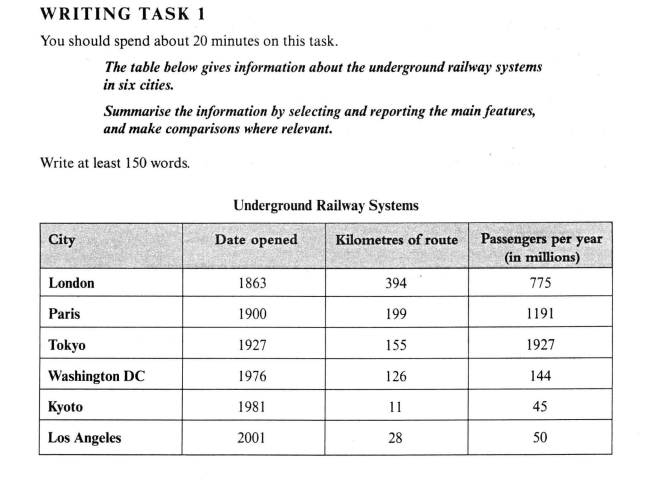 WRITING TASK 1
You should spend about 20 minutes on this task.
The table below gives information about the underground railway systems
in six cities.
Summarise the information by selecting and reporting the main features,
and make comparisons where relevant.
Write at least 150 words.
Underground Railway Systems
City Date opened Kilometres of route Passengers per year
(in millions)
London 1863 394 775
Paris 1900 199 1191
Tokyo 1927 155 1927
Washington DC 1976 126 144
Kyoto 1981 11 45
Los Angeles 2001 28 50